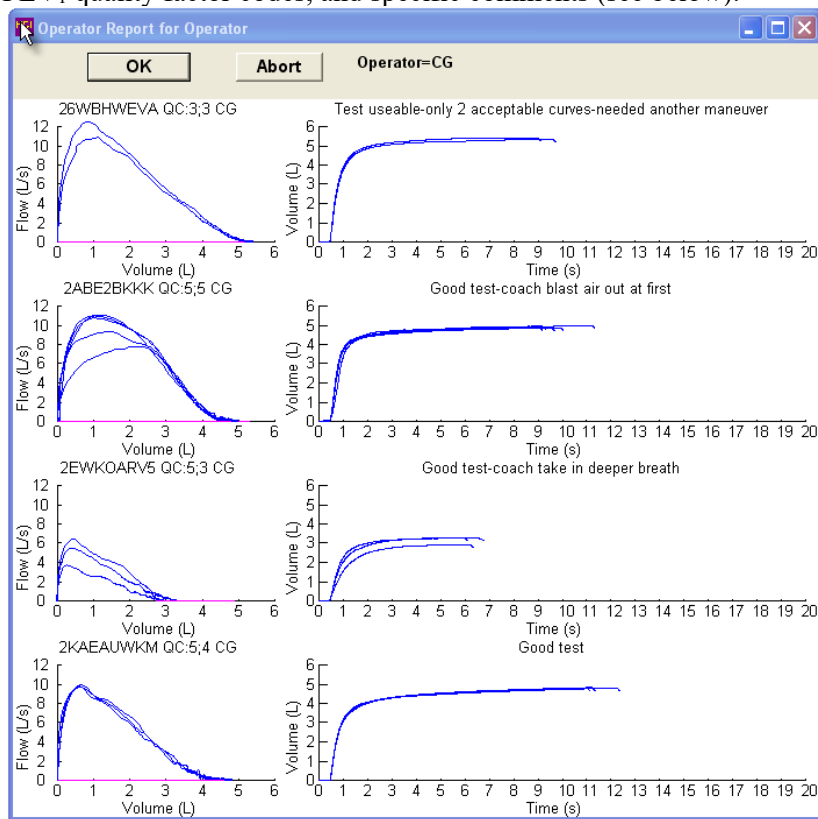 FEV₁ quality factor codes, and specific comments (see below).
Operator Report for Operator
OK Abort Operator=CG
26WBHWEVA QC:3;3 CG
Flow (L/s)
12
10
8
6
4
2
0
0 1 2 3 4 5 6
Volume (L)
Test useable-only 2 acceptable curves-needed another maneuver
Volume (L)
6
5
4
3
2
1
0
0 1 2 3 4 5 6 7 8 9 10 11 12 13 14 15 16 17 18 19 20
Time (s)
2ABE2BKKK QC:5;5 CG
Flow (L/s)
12
10
8
6
4
2
0
0 1 2 3 4 5 6
Volume (L)
Good test-coach blast air out at first
Volume (L)
6
5
4
3
2
1
0
0 1 2 3 4 5 6 7 8 9 10 11 12 13 14 15 16 17 18 19 20
Time (s)
2EWKOARV5 QC:5;3 CG
Flow (L/s)
12
10
8
6
4
2
0
0 1 2 3 4 5 6
Volume (L)
Good test-coach take in deeper breath
Volume (L)
6
5
4
3
2
1
0
0 1 2 3 4 5 6 7 8 9 10 11 12 13 14 15 16 17 18 19 20
Time (s)
2KAEAUWKM QC:5;4 CG
Flow (L/s)
12
10
8
6
4
2
0
0 1 2 3 4 5 6
Volume (L)
Good test
Volume (L)
6
5
4
3
2
1
0
0 1 2 3 4 5 6 7 8 9 10 11 12 13 14 15 16 17 18 19 20
Time (s)